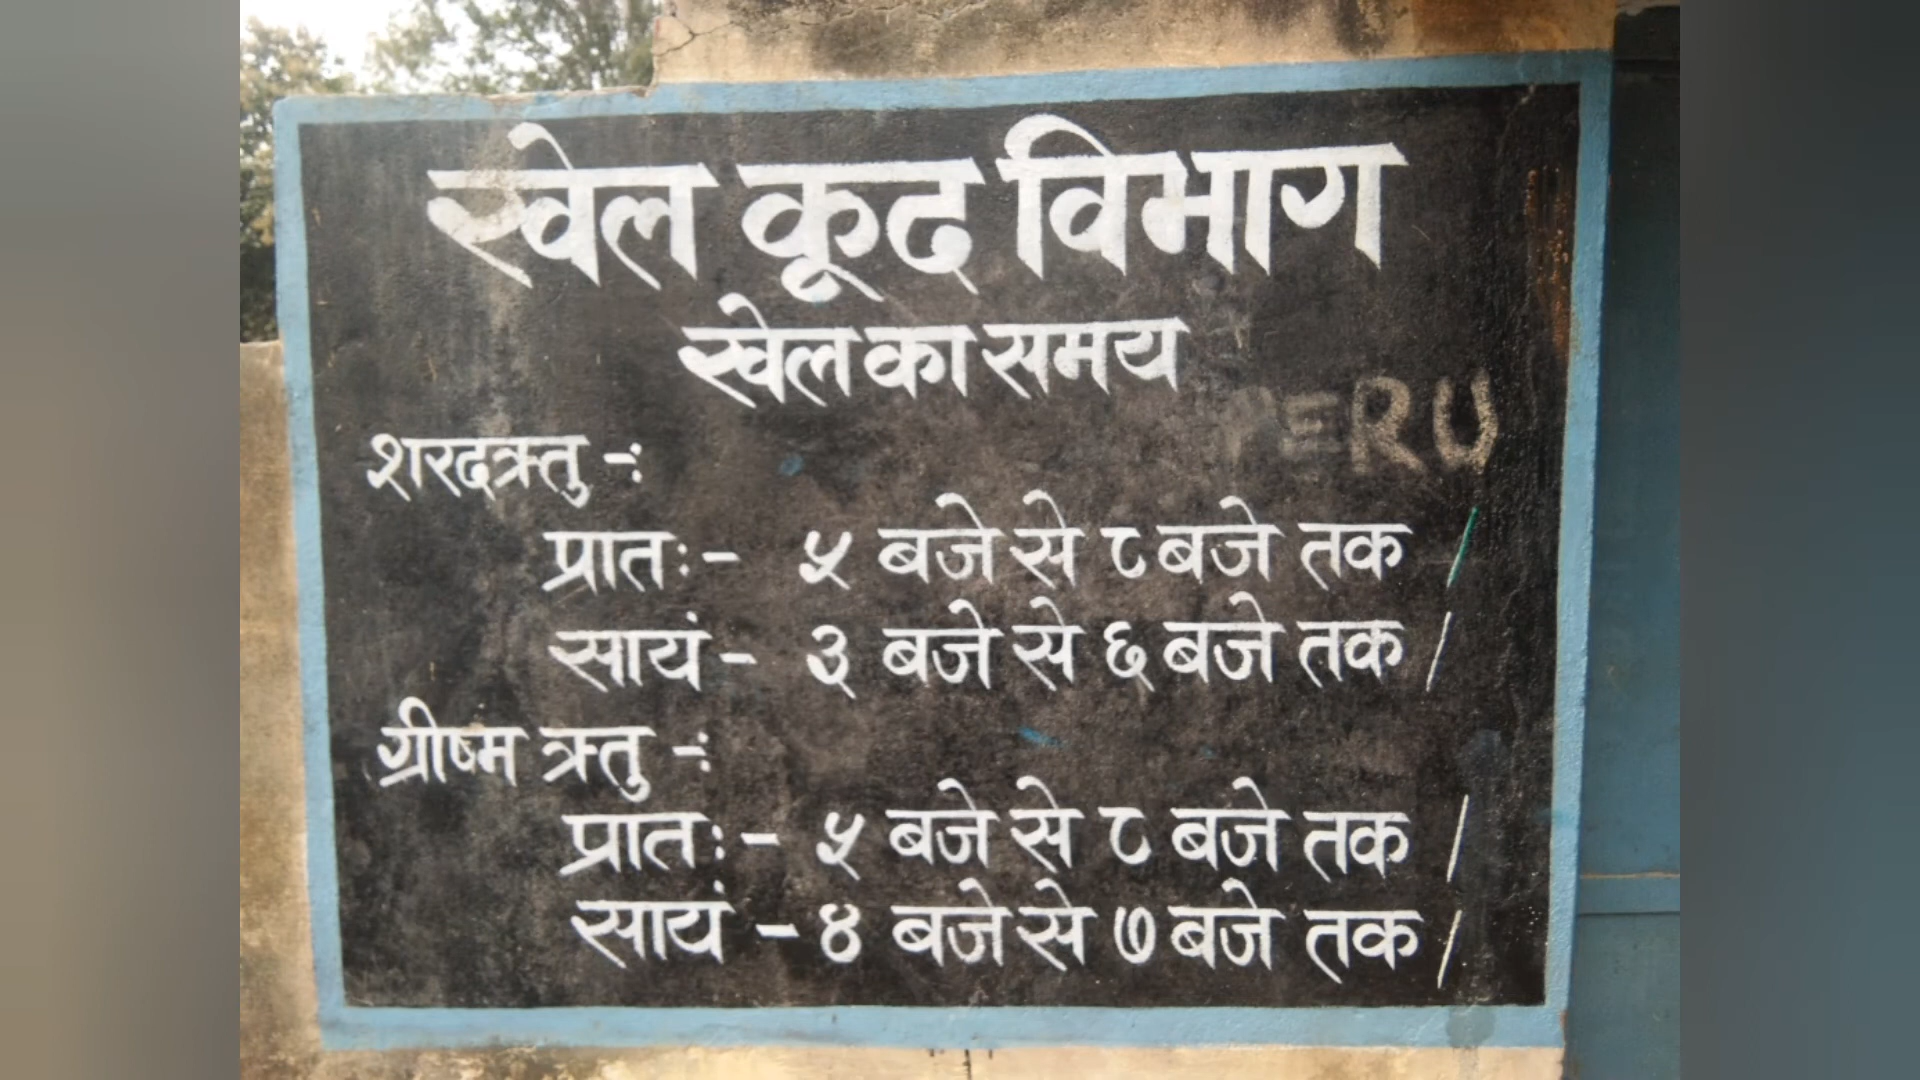 खेल कूद विभाग
खेल का समय
PERU
शरदऋतु -:
प्रातः - ५ बजे से ८ बजे तक /
सायं - ३ बजे से ६ बजे तक /
ग्रीष्म ऋतु -:
प्रातः - ५ बजे से ८ बजे तक /
सायं - ४ बजे से ७ बजे तक /